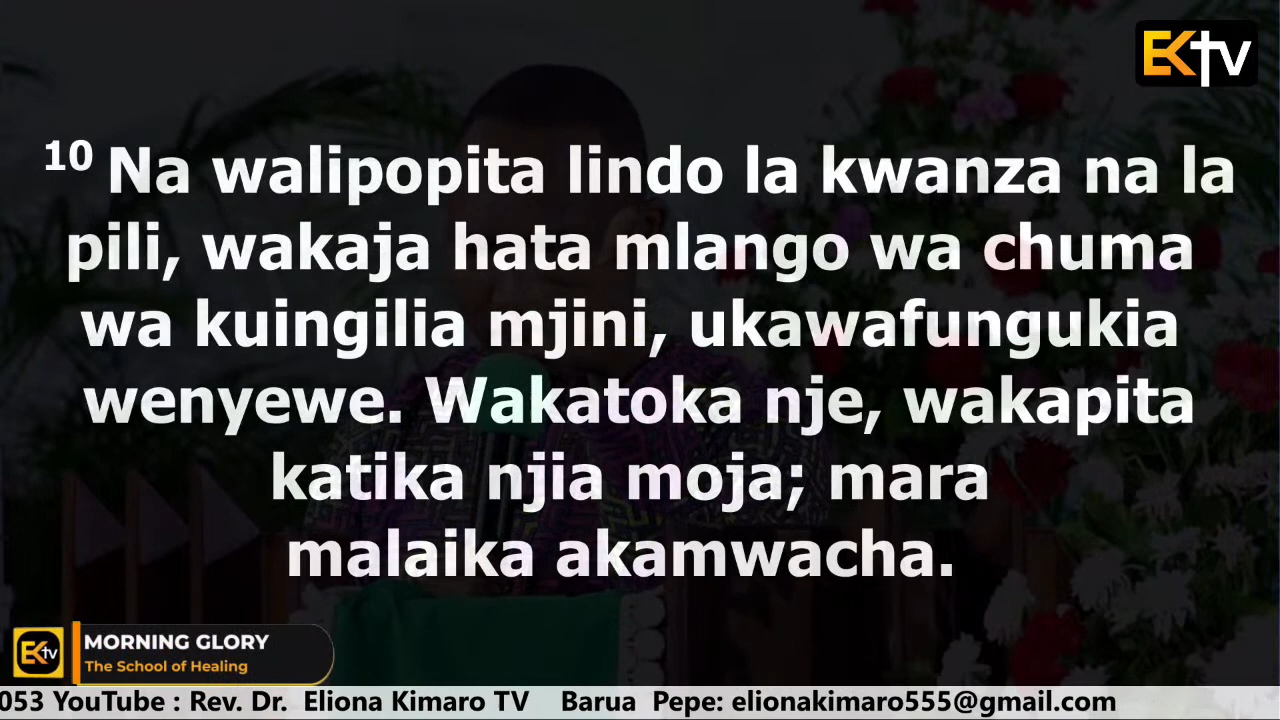 EKTV
10 Na walipopita lindo la kwanza na la
pili, wakaja hata mlango wa chuma
wa kuingilia mjini, ukawafungukia
wenyewe. Wakatoka nje, wakapita
katika njia moja; mara
malaika akamwacha.
EKTV
MORNING GLORY
The School of Healing
053 YouTube : Rev. Dr. Eliona Kimaro TV Barua Pepe: elionakimaro555@gmail.com